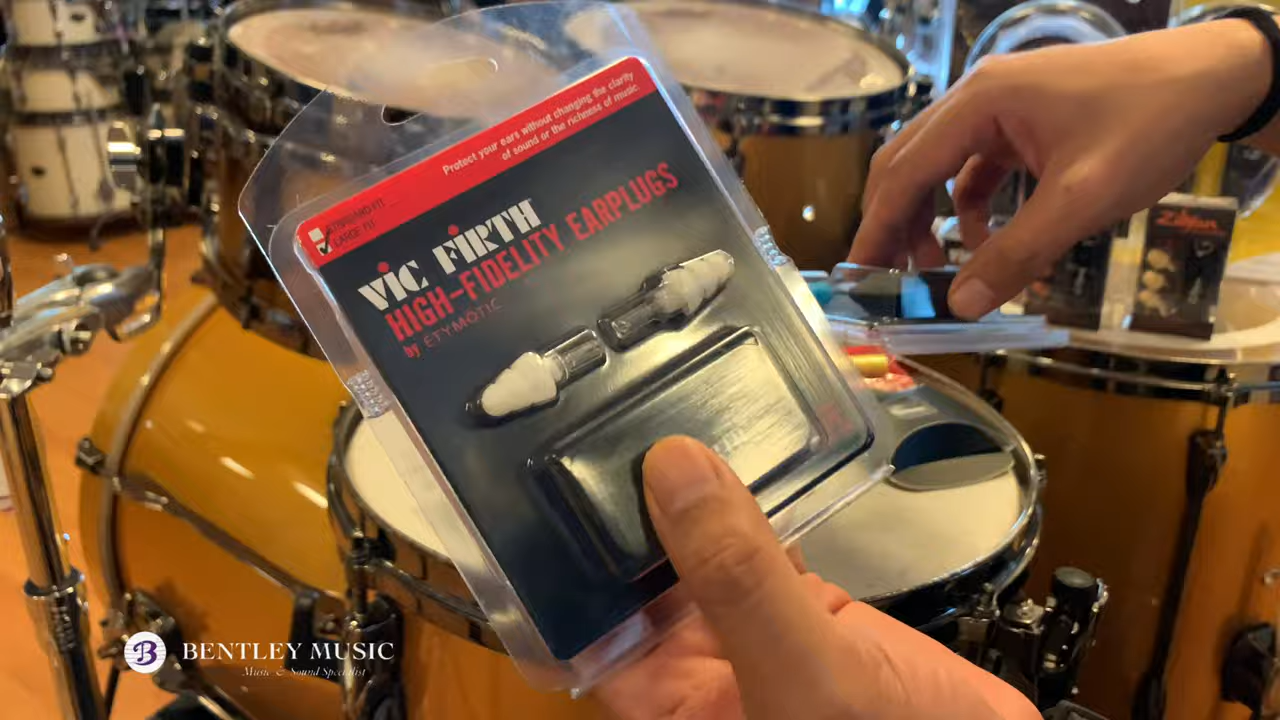 Protect your ears without changing the clarity
of sound or the richness of music.
STANDARD FIT
LARGE FIT
VIC FIRTH
HIGH-FIDELITY EARPLUGS
by ETYMŌTIC
Zildjian
B
BENTLEY MUSIC
Music & Sound Specialist